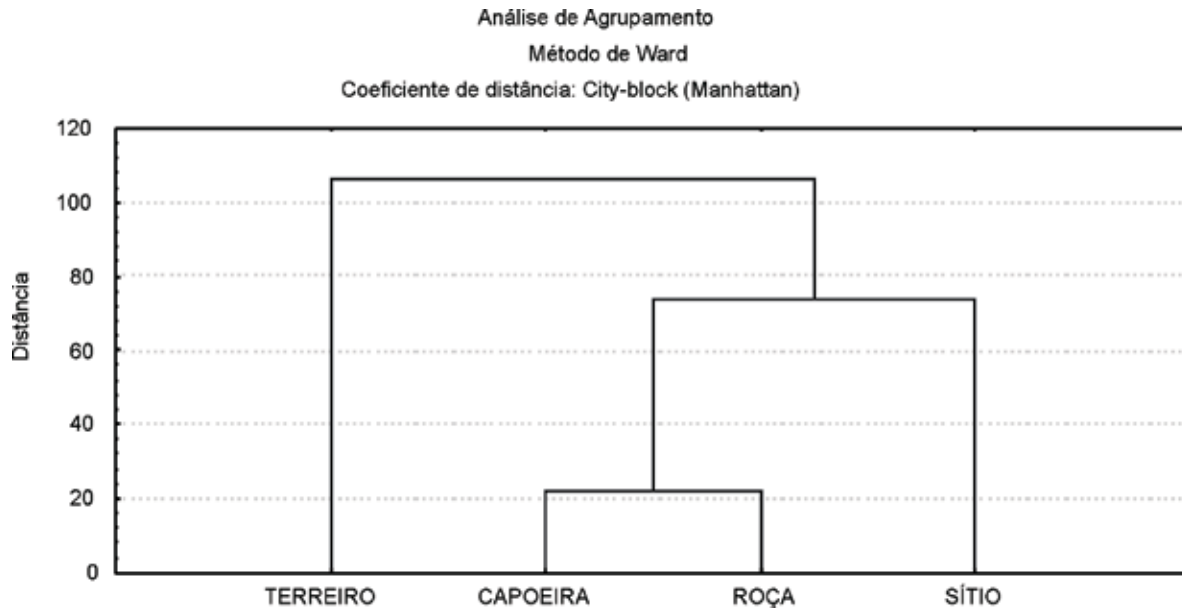 Análise de Agrupamento
Método de Ward
Coeficiente de distância: City-block (Manhattan)
120
100
80
60
40
20
0
Distância
TERREIRO CAPOEIRA ROÇA SÍTIO